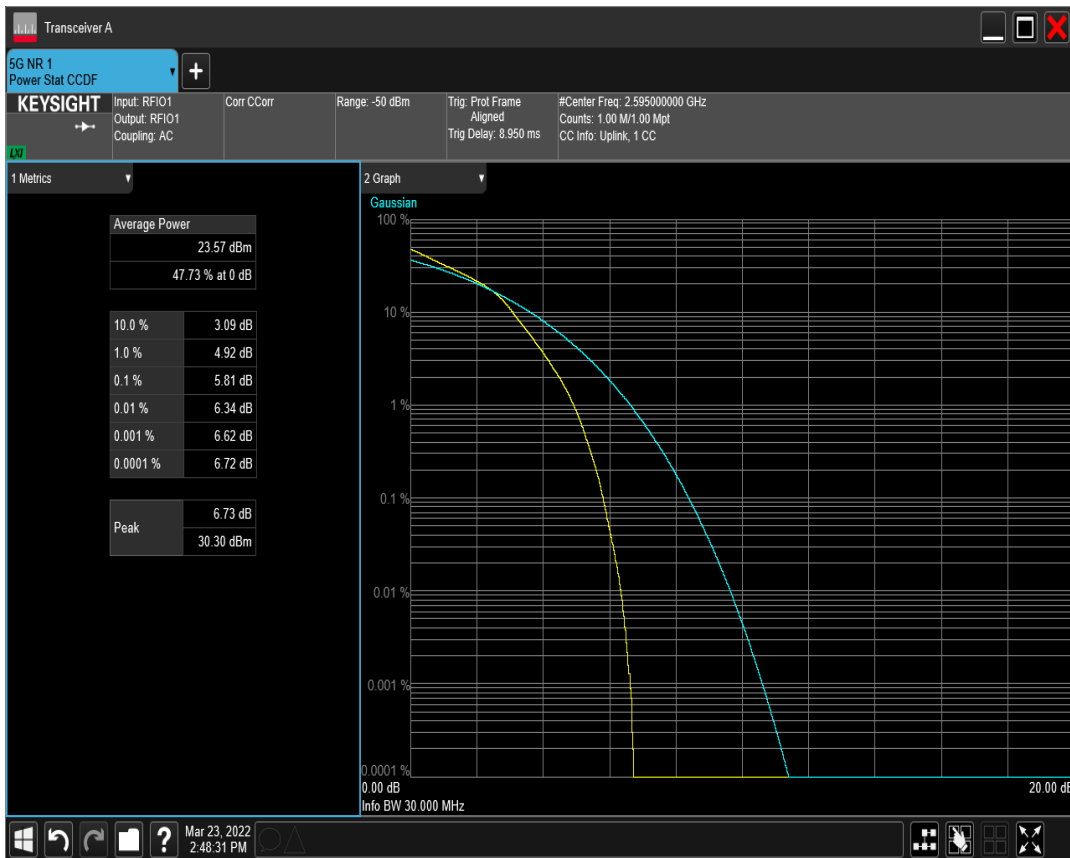 Transceiver A
5G NR 1
Power Stat CCDF
KEYSIGHT
LXI
Input: RFIO1
Output: RFIO1
Coupling: AC
Corr CCorr
Range: -50 dBm
Trig: Prot Frame
Aligned
Trig Delay: 8.950 ms
#Center Freq: 2.595000000 GHz
Counts: 1.00 M/1.00 Mpt
CC Info: Uplink, 1 CC
1 Metrics
Average Power
23.57 dBm
47.73 % at 0 dB
10.0 % 3.09 dB
1.0 % 4.92 dB
0.1 % 5.81 dB
0.01 % 6.34 dB
0.001 % 6.62 dB
0.0001 % 6.72 dB
Peak
6.73 dB
30.30 dBm
2 Graph
Gaussian
100 %
10 %
1 %
0.1 %
0.01 %
0.001 %
0.0001 %
0.00 dB
20.00 dB
Info BW 30.000 MHz
Mar 23, 2022
2:48:31 PM